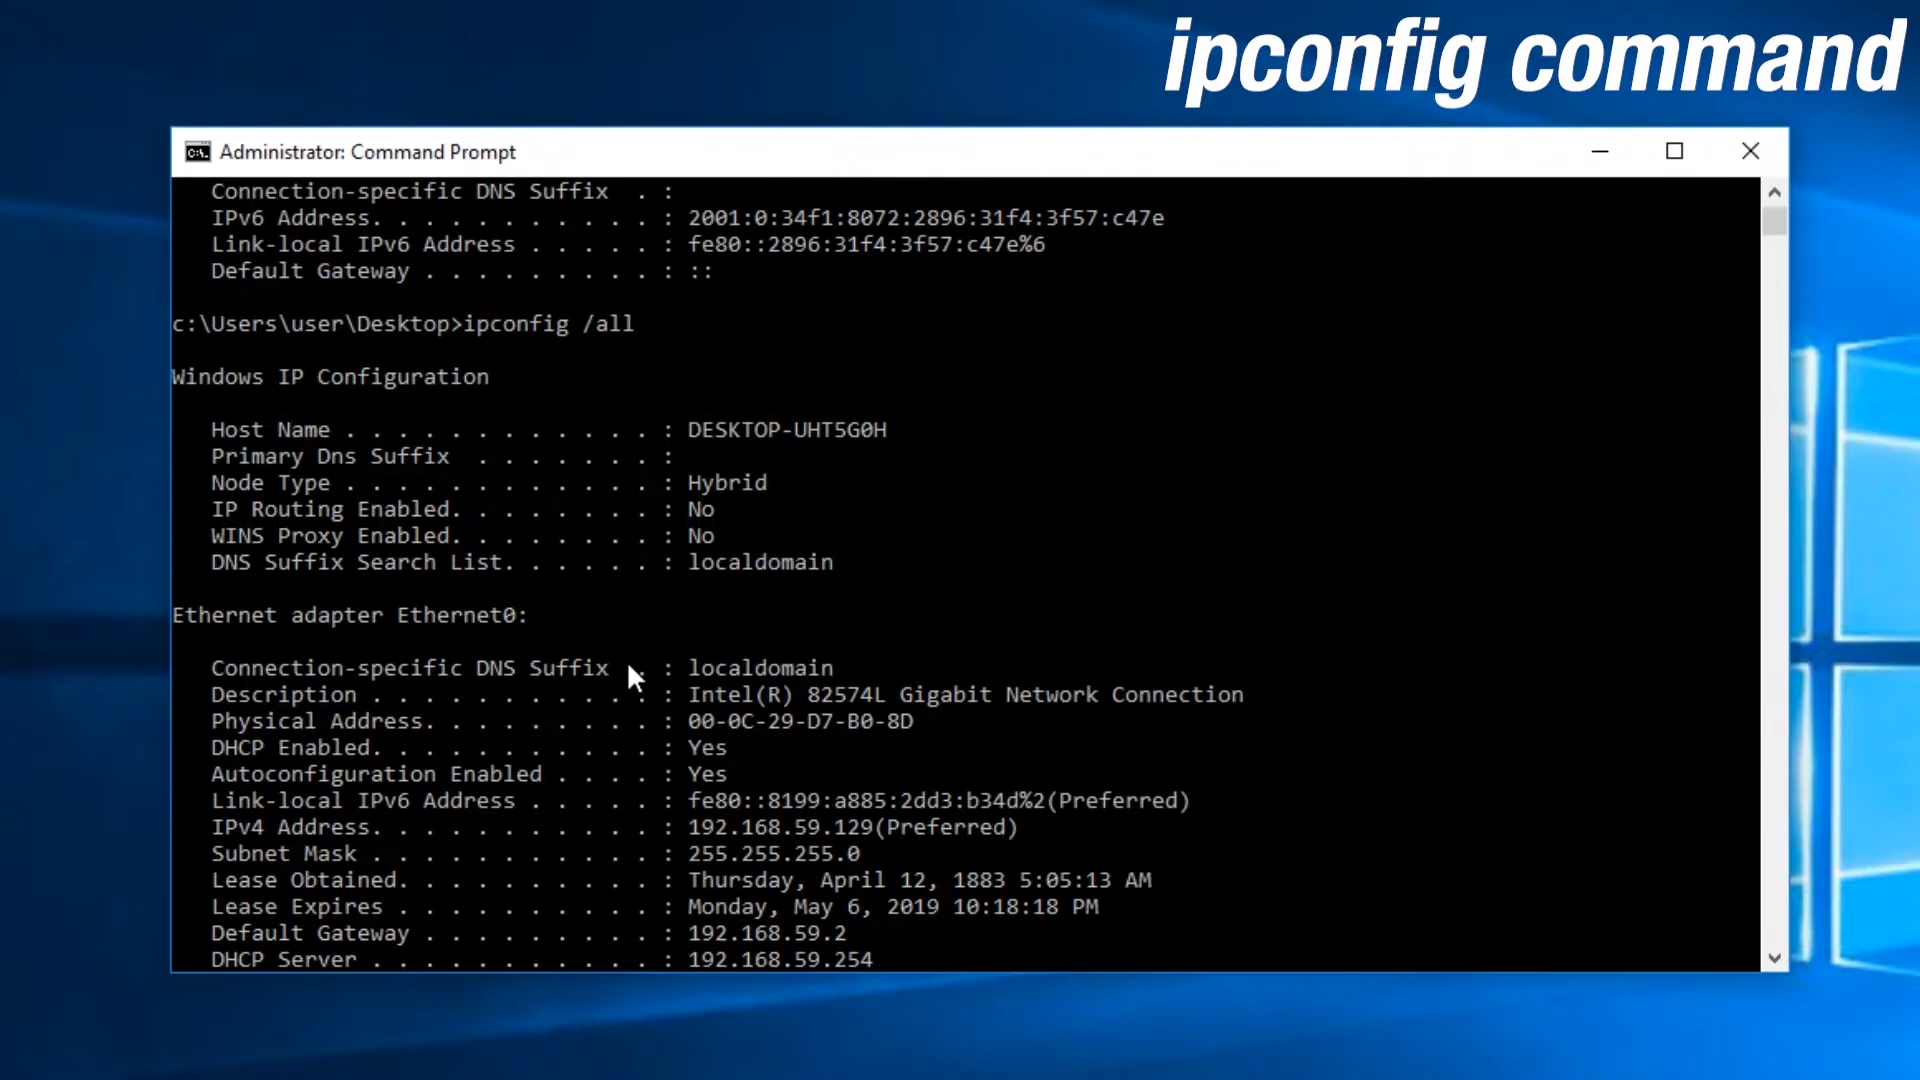 ipconfig command
Administrator: Command Prompt
Connection-specific DNS Suffix  . :
IPv6 Address. . . . . . . . . . . : 2001:0:34f1:8072:2896:31f4:3f57:c47e
Link-local IPv6 Address . . . . . : fe80::2896:31f4:3f57:c47e%6
Default Gateway . . . . . . . . . : ::
c:\Users\user\Desktop>ipconfig /all
Windows IP Configuration
Host Name . . . . . . . . . . . . : DESKTOP-UHT5G0H
Primary Dns Suffix  . . . . . . . :
Node Type . . . . . . . . . . . . : Hybrid
IP Routing Enabled. . . . . . . . : No
WINS Proxy Enabled. . . . . . . . : No
DNS Suffix Search List. . . . . . : localdomain
Ethernet adapter Ethernet0:
Connection-specific DNS Suffix  . : localdomain
Description . . . . . . . . . . . : Intel(R) 82574L Gigabit Network Connection
Physical Address. . . . . . . . . : 00-0C-29-D7-B0-8D
DHCP Enabled. . . . . . . . . . . : Yes
Autoconfiguration Enabled . . . . : Yes
Link-local IPv6 Address . . . . . : fe80::8199:a885:2dd3:b34d%2(Preferred)
IPv4 Address. . . . . . . . . . . : 192.168.59.129(Preferred)
Subnet Mask . . . . . . . . . . . : 255.255.255.0
Lease Obtained. . . . . . . . . . : Thursday, April 12, 1883 5:05:13 AM
Lease Expires . . . . . . . . . . : Monday, May 6, 2019 10:18:18 PM
Default Gateway . . . . . . . . . : 192.168.59.2
DHCP Server . . . . . . . . . . . : 192.168.59.254